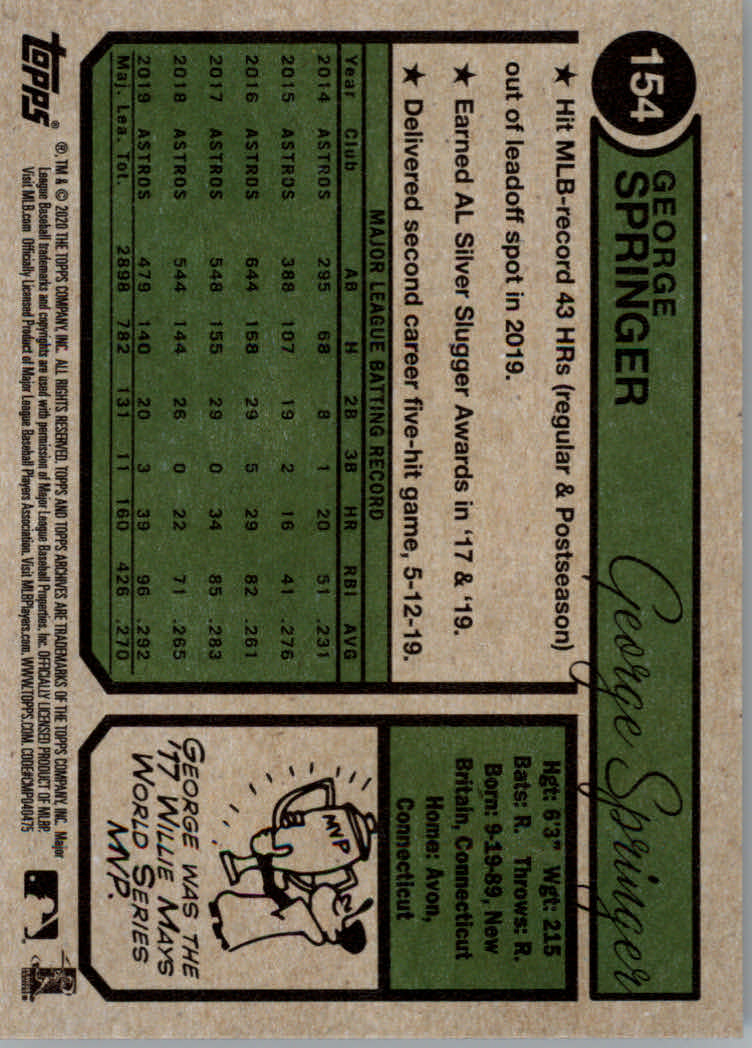 154
GEORGE
SPRINGER
George Springer
★ Hit MLB-record 43 HRs (regular & Postseason)
out of leadoff spot in 2019.
★ Earned AL Silver Slugger Awards in '17 & '19.
★ Delivered second career five-hit game, 5-12-19.
MAJOR LEAGUE BATTING RECORD
Year Club AB H 2B 3B HR RBI AVG
2014 ASTROS 295 68 8 1 20 51 .231
2015 ASTROS 388 107 19 2 16 41 .276
2016 ASTROS 644 168 29 5 29 82 .261
2017 ASTROS 548 155 29 0 34 85 .283
2018 ASTROS 544 144 26 0 22 71 .265
2019 ASTROS 479 140 20 3 39 96 .292
Maj. Lea. Tot. 2898 782 131 11 160 426 .270
Hgt: 6'3" Wgt: 215
Bats: R. Throws: R.
Born: 9-19-89, New
Britain, Connecticut
Home: Avon,
Connecticut
MVP
GEORGE WAS THE
'17 WILLIE MAYS
WORLD SERIES
MVP.
TOPPS®
®, TM & © 2020 THE TOPPS COMPANY, INC. ALL RIGHTS RESERVED. TOPPS AND TOPPS ARCHIVES ARE TRADEMARKS OF THE TOPPS COMPANY, INC. Major
League Baseball trademarks and copyrights are used with permission of Major League Baseball Properties, Inc. OFFICIALLY LICENSED PRODUCT OF MLBP.
Visit MLB.com Officially Licensed Product of Major League Baseball Players Association. Visit MLBPlayers.com. WWW.TOPPS.COM. CODE#CMP040475